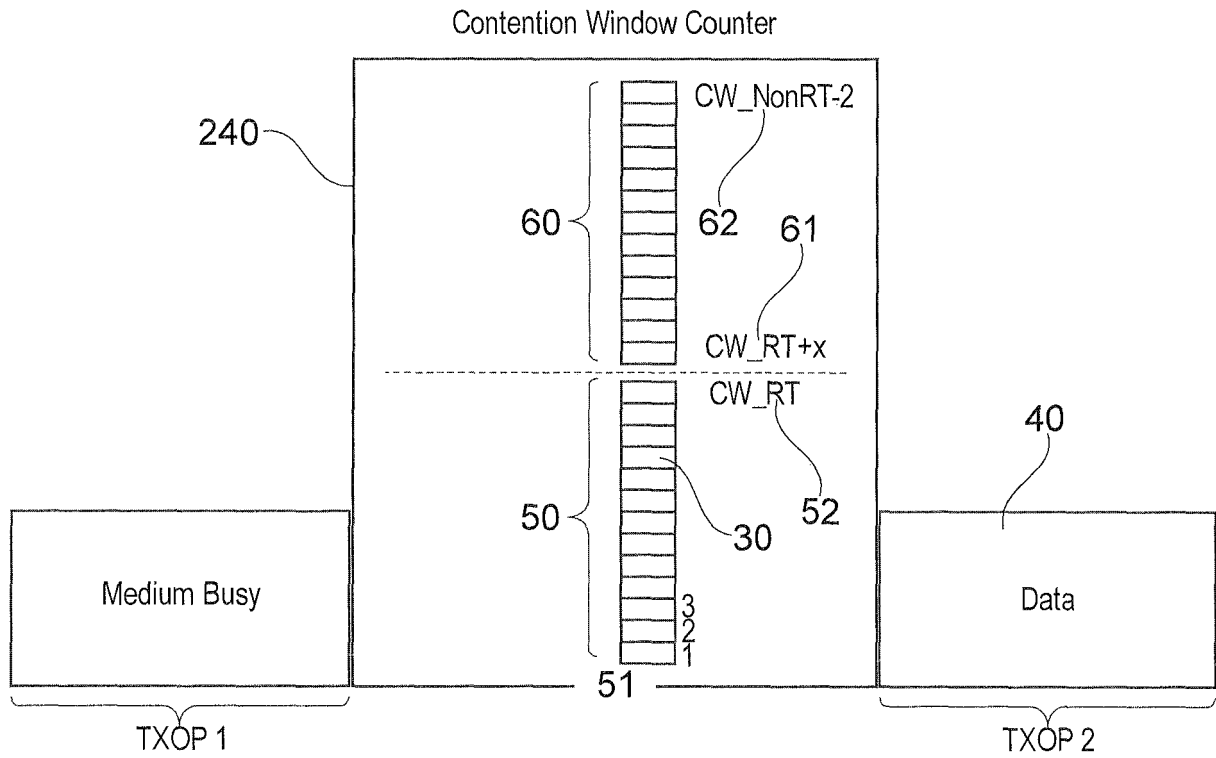 Contention Window Counter
CW_NonRT-2
240
60
62
61
CW_RT+x
CW_RT
40
50
30
52
Medium Busy
3
2
1
Data
51
TXOP 1
TXOP 2